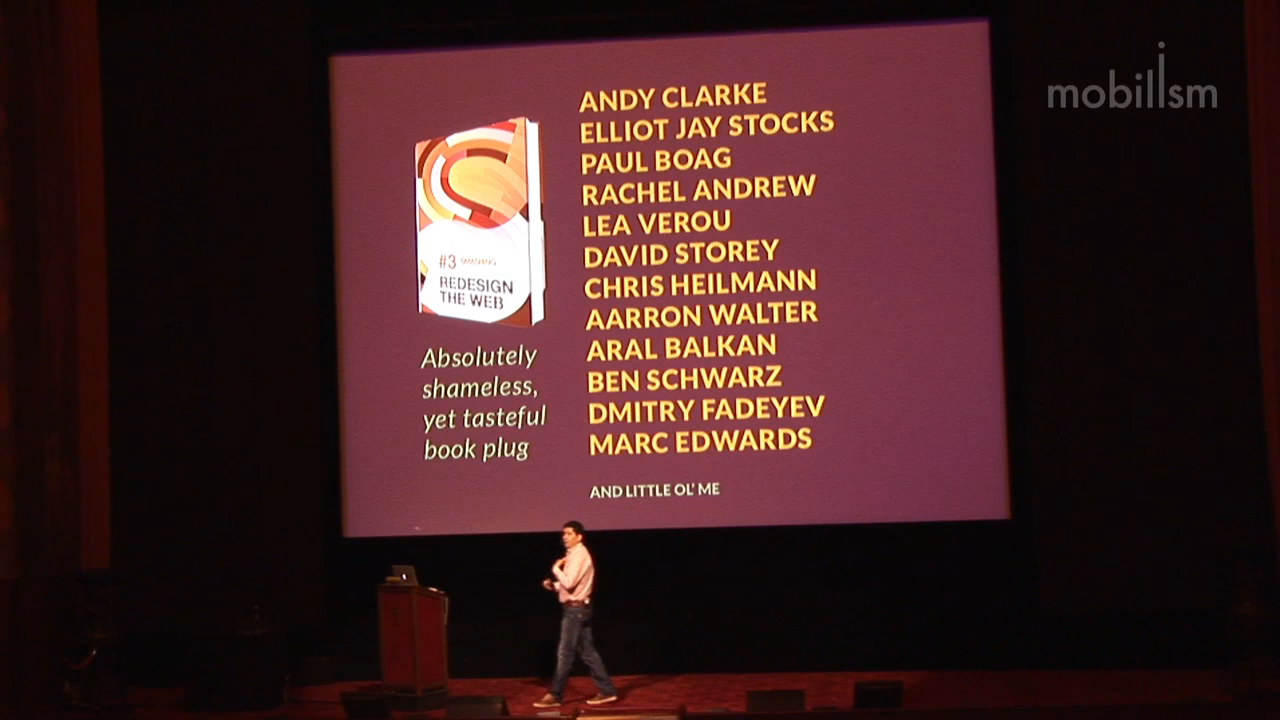 mobilism
ANDY CLARKE
ELLIOT JAY STOCKS
PAUL BOAG
RACHEL ANDREW
LEA VEROU
DAVID STOREY
CHRIS HEILMANN
AARRON WALTER
ARAL BALKAN
BEN SCHWARZ
DMITRY FADEYEV
MARC EDWARDS
AND LITTLE OL' ME
#3
REDESIGN
THE WEB
Absolutely
shameless,
yet tasteful
book plug